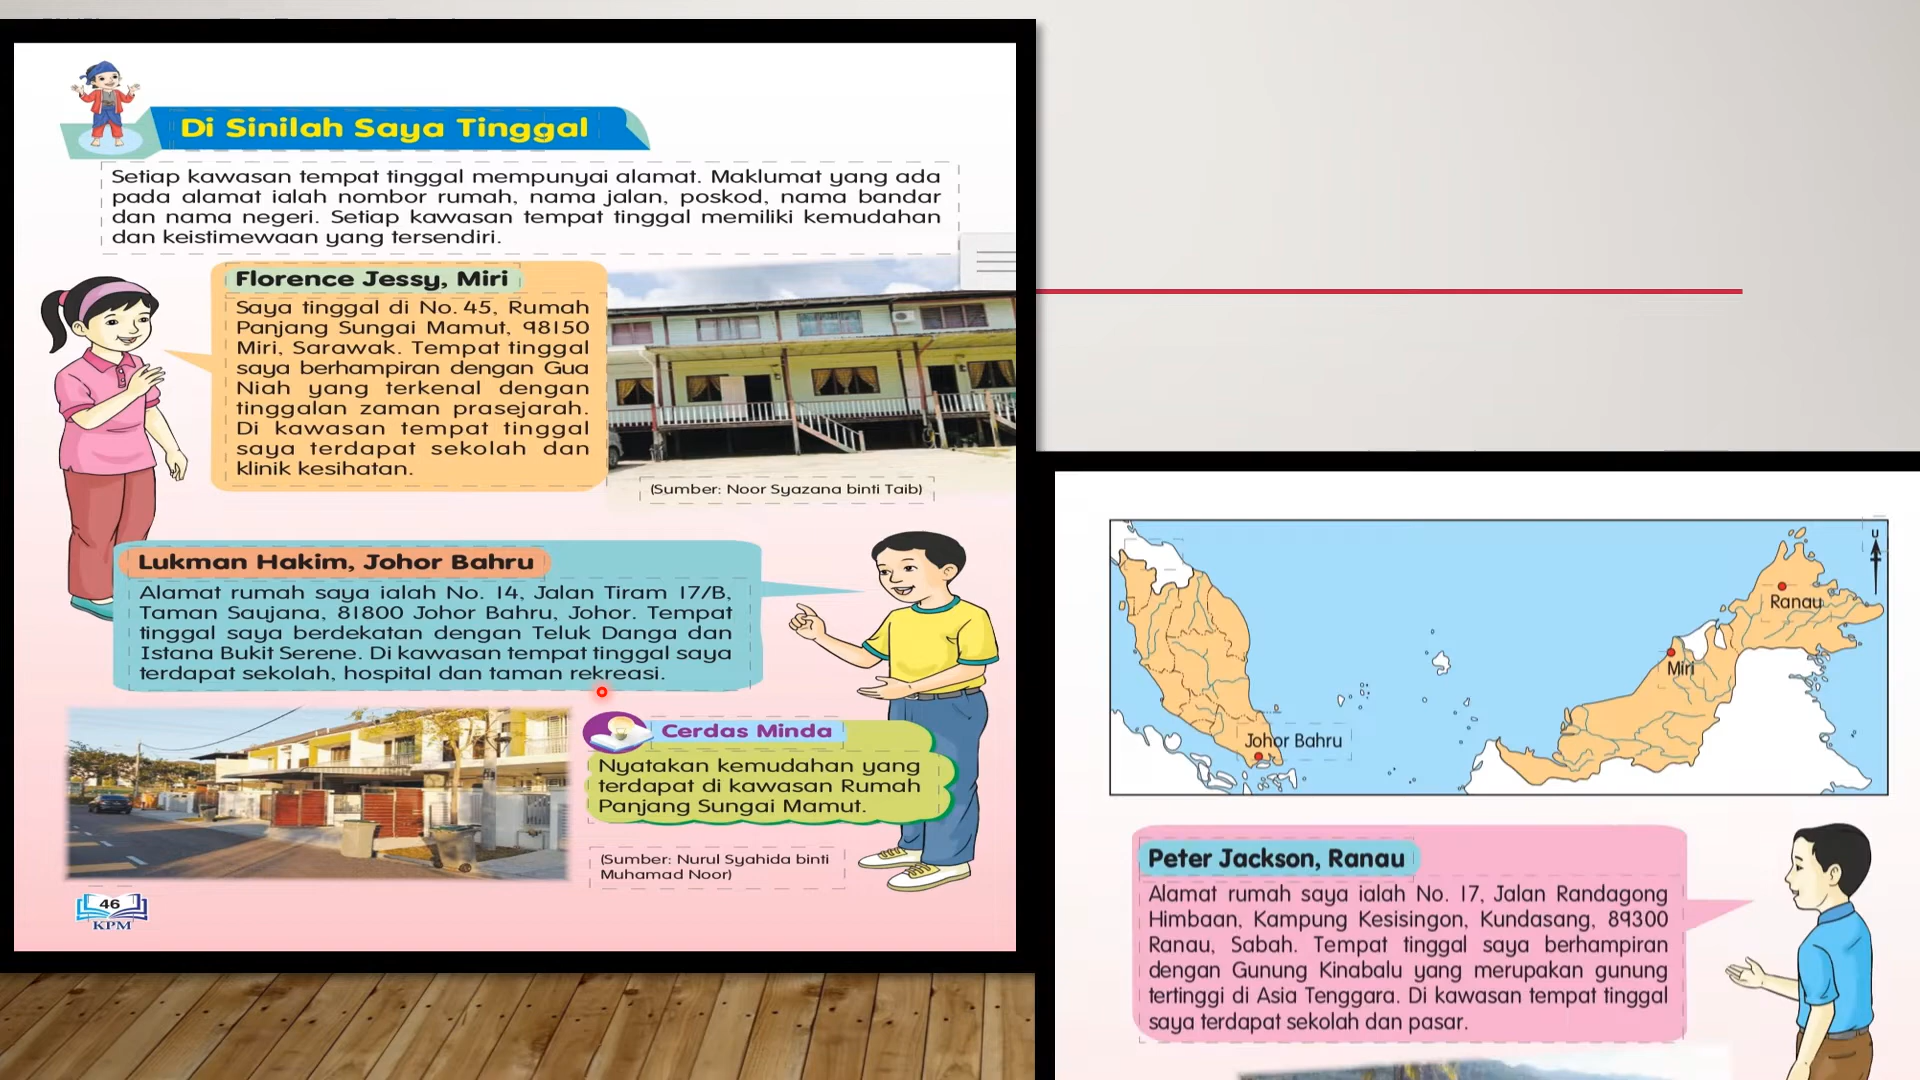 Di Sinilah Saya Tinggal
Setiap kawasan tempat tinggal mempunyai alamat. Maklumat yang ada
pada alamat ialah nombor rumah, nama jalan, poskod, nama bandar
dan nama negeri. Setiap kawasan tempat tinggal memiliki kemudahan
dan keistimewaan yang tersendiri.
Florence Jessy, Miri
Saya tinggal di No. 45, Rumah
Panjang Sungai Mamut, 98150
Miri, Sarawak. Tempat tinggal
saya berhampiran dengan Gua
Niah yang terkenal dengan
tinggalan zaman prasejarah.
Di kawasan tempat tinggal
saya terdapat sekolah dan
klinik kesihatan.
(Sumber: Noor Syazana binti Taib)
Lukman Hakim, Johor Bahru
Alamat rumah saya ialah No. 14, Jalan Tiram 17/B,
Taman Saujana, 81800 Johor Bahru, Johor. Tempat
tinggal saya berdekatan dengan Teluk Danga dan
Istana Bukit Serene. Di kawasan tempat tinggal saya
terdapat sekolah, hospital dan taman rekreasi.
Cerdas Minda
Nyatakan kemudahan yang
terdapat di kawasan Rumah
Panjang Sungai Mamut.
(Sumber: Nurul Syahida binti
Muhamad Noor)
46
KPM
U
Ranau
Miri
Johor Bahru
Peter Jackson, Ranau
Alamat rumah saya ialah No. 17, Jalan Randagong
Himbaan, Kampung Kesisingon, Kundasang, 89300
Ranau, Sabah. Tempat tinggal saya berhampiran
dengan Gunung Kinabalu yang merupakan gunung
tertinggi di Asia Tenggara. Di kawasan tempat tinggal
saya terdapat sekolah dan pasar.